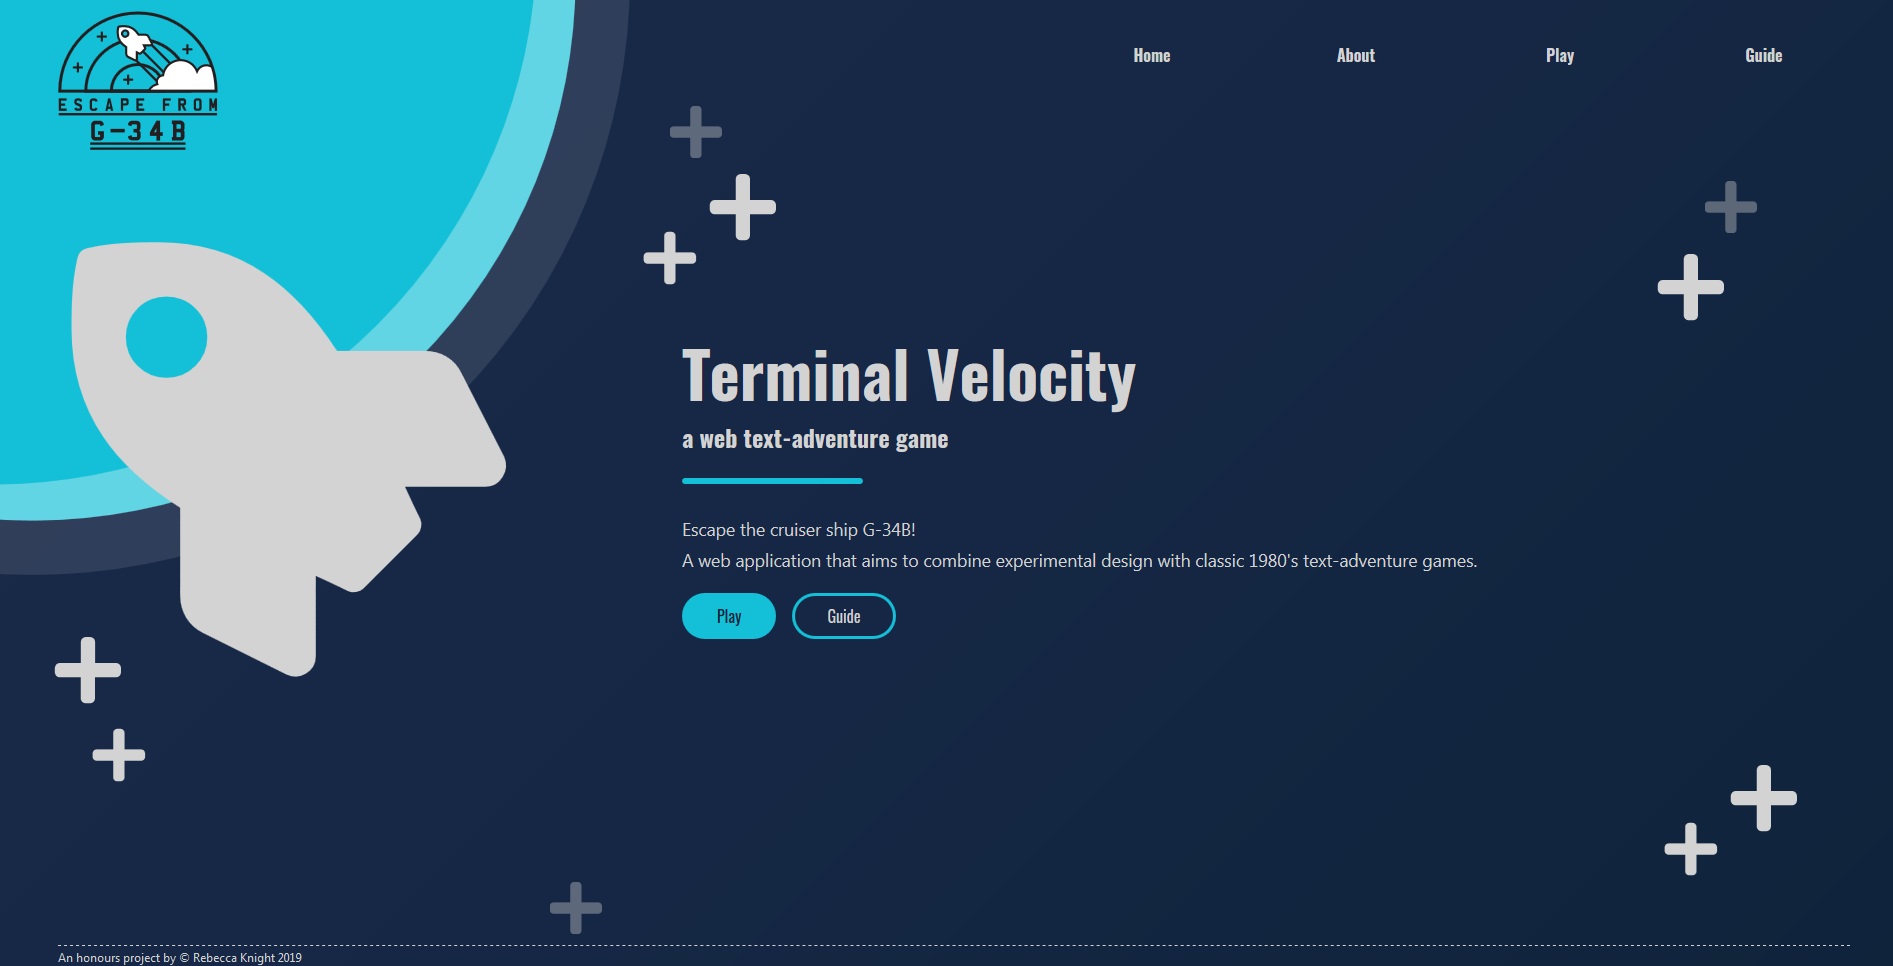 ESCAPE FROM
G-34B
Home About Play Guide
Terminal Velocity
a web text-adventure game
Escape the cruiser ship G-34B!
A web application that aims to combine experimental design with classic 1980's text-adventure games.
Play Guide
An honours project by © Rebecca Knight 2019